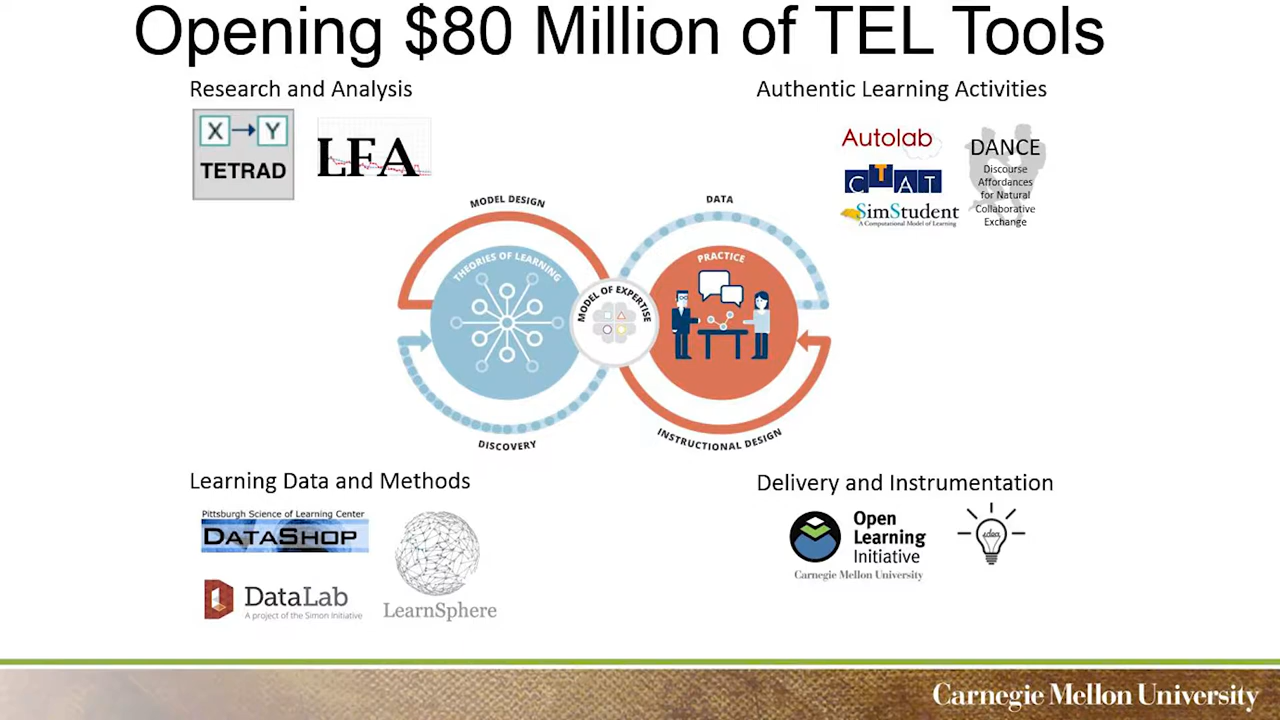 Opening $80 Million of TEL Tools
Research and Analysis
X Y
TETRAD
LFA
Authentic Learning Activities
Autolab
CTAT
SimStudent
A Computational Model of Learning
DANCE
Discourse
Affordances
for Natural
Collaborative
Exchange
MODEL DESIGN
DATA
THEORIES OF LEARNING
MODEL OF EXPERTISE
PRACTICE
DISCOVERY
INSTRUCTIONAL DESIGN
Learning Data and Methods
Pittsburgh Science of Learning Center
DATASHOP
DataLab
A project of the Simon Initiative
LearnSphere
Delivery and Instrumentation
Open
Learning
Initiative
Carnegie Mellon University
idea
Carnegie Mellon University